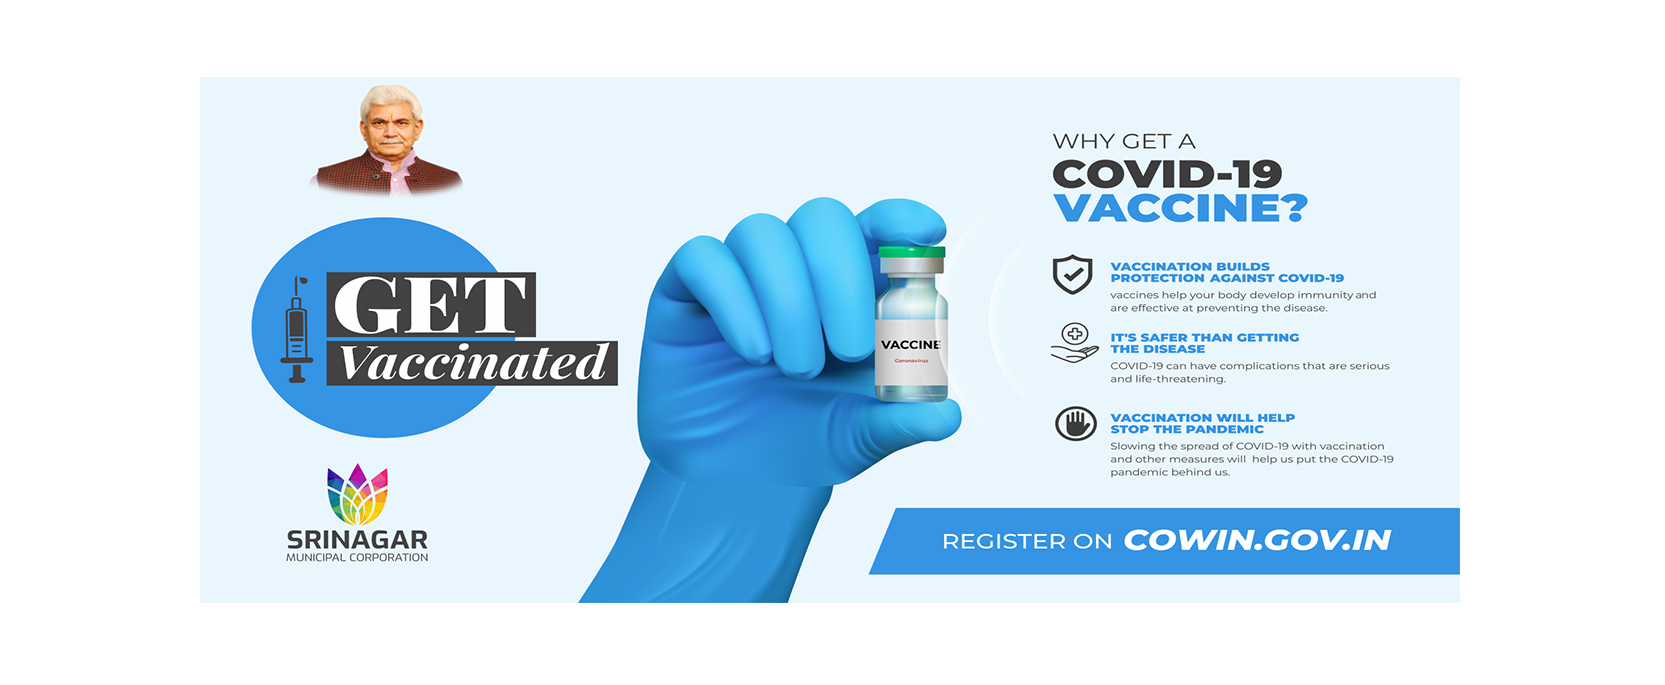 GET
Vaccinated
SRINAGAR
MUNICIPAL CORPORATION
VACCINE
Coronavirus
WHY GET A
COVID-19
VACCINE?
VACCINATION BUILDS
PROTECTION AGAINST COVID-19
vaccines help your body develop immunity and
are effective at preventing the disease.
IT'S SAFER THAN GETTING
THE DISEASE
COVID-19 can have complications that are serious
and life-threatening.
VACCINATION WILL HELP
STOP THE PANDEMIC
Slowing the spread of COVID-19 with vaccination
and other measures will help us put the COVID-19
pandemic behind us.
REGISTER ON COWIN.GOV.IN